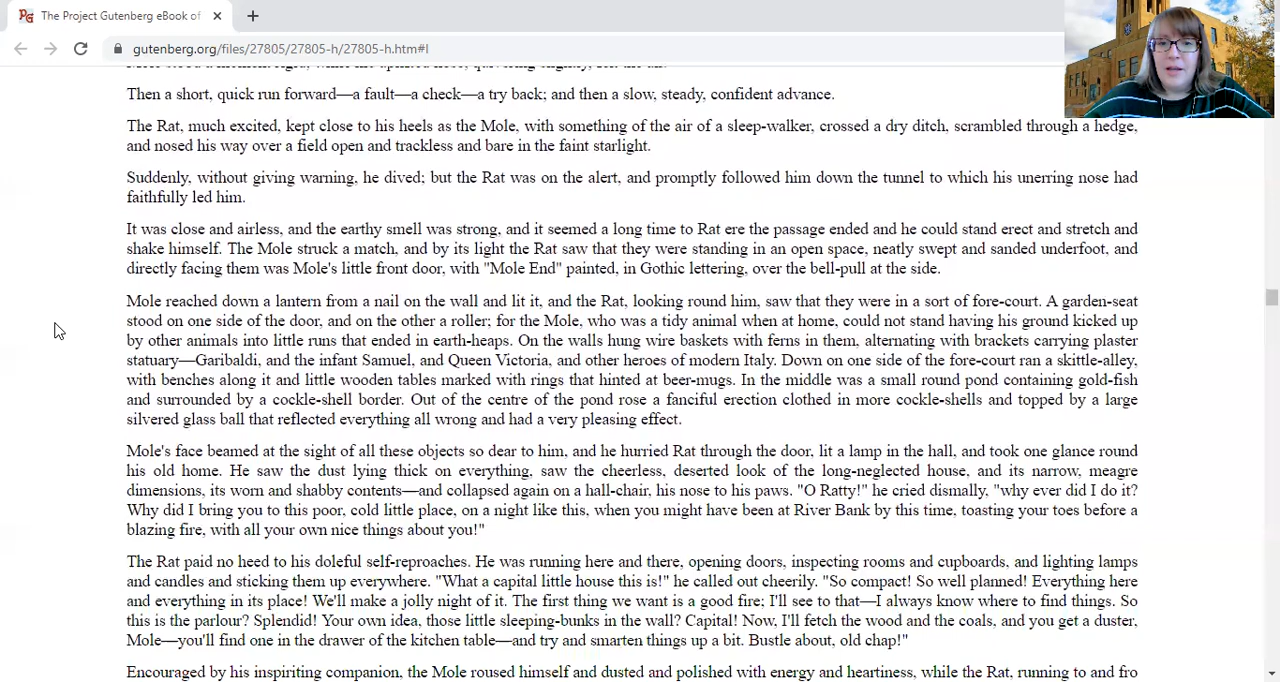 The Project Gutenberg eBook of
gutenberg.org/files/27805/27805-h/27805-h.htm#I
Then a short, quick run forward—a fault—a check—a try back; and then a slow, steady, confident advance.
The Rat, much excited, kept close to his heels as the Mole, with something of the air of a sleep-walker, crossed a dry ditch, scrambled through a hedge,
and nosed his way over a field open and trackless and bare in the faint starlight.
Suddenly, without giving warning, he dived; but the Rat was on the alert, and promptly followed him down the tunnel to which his unerring nose had
faithfully led him.
It was close and airless, and the earthy smell was strong, and it seemed a long time to Rat ere the passage ended and he could stand erect and stretch and
shake himself. The Mole struck a match, and by its light the Rat saw that they were standing in an open space, neatly swept and sanded underfoot, and
directly facing them was Mole's little front door, with "Mole End" painted, in Gothic lettering, over the bell-pull at the side.
Mole reached down a lantern from a nail on the wall and lit it, and the Rat, looking round him, saw that they were in a sort of fore-court. A garden-seat
stood on one side of the door, and on the other a roller; for the Mole, who was a tidy animal when at home, could not stand having his ground kicked up
by other animals into little runs that ended in earth-heaps. On the walls hung wire baskets with ferns in them, alternating with brackets carrying plaster
statuary—Garibaldi, and the infant Samuel, and Queen Victoria, and other heroes of modern Italy. Down on one side of the fore-court ran a skittle-alley,
with benches along it and little wooden tables marked with rings that hinted at beer-mugs. In the middle was a small round pond containing gold-fish
and surrounded by a cockle-shell border. Out of the centre of the pond rose a fanciful erection clothed in more cockle-shells and topped by a large
silvered glass ball that reflected everything all wrong and had a very pleasing effect.
Mole's face beamed at the sight of all these objects so dear to him, and he hurried Rat through the door, lit a lamp in the hall, and took one glance round
his old home. He saw the dust lying thick on everything, saw the cheerless, deserted look of the long-neglected house, and its narrow, meagre
dimensions, its worn and shabby contents—and collapsed again on a hall-chair, his nose to his paws. "O Ratty!" he cried dismally, "why ever did I do it?
Why did I bring you to this poor, cold little place, on a night like this, when you might have been at River Bank by this time, toasting your toes before a
blazing fire, with all your own nice things about you!"
The Rat paid no heed to his doleful self-reproaches. He was running here and there, opening doors, inspecting rooms and cupboards, and lighting lamps
and candles and sticking them up everywhere. "What a capital little house this is!" he called out cheerily. "So compact! So well planned! Everything here
and everything in its place! We'll make a jolly night of it. The first thing we want is a good fire; I'll see to that—I always know where to find things. So
this is the parlour? Splendid! Your own idea, those little sleeping-bunks in the wall? Capital! Now, I'll fetch the wood and the coals, and you get a duster,
Mole—you'll find one in the drawer of the kitchen table—and try and smarten things up a bit. Bustle about, old chap!"
Encouraged by his inspiriting companion, the Mole roused himself and dusted and polished with energy and heartiness, while the Rat, running to and fro